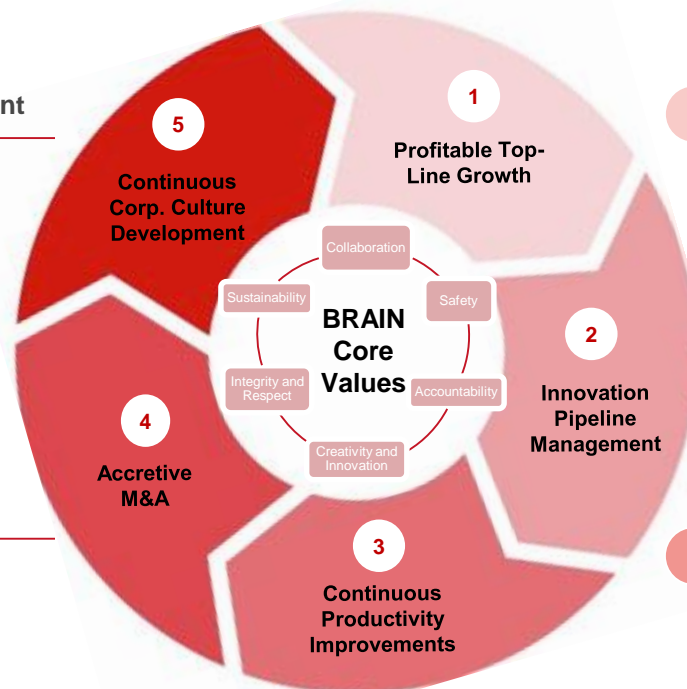 nt
1
Profitable Top-
Line Growth
2
Innovation
Pipeline
Management
3
Continuous
Productivity
Improvements
4
Accretive
M&A
5
Continuous
Corp. Culture
Development
BRAIN
Core
Values
Collaboration
Safety
Accountability
Creativity and
Innovation
Integrity and
Respect
Sustainability